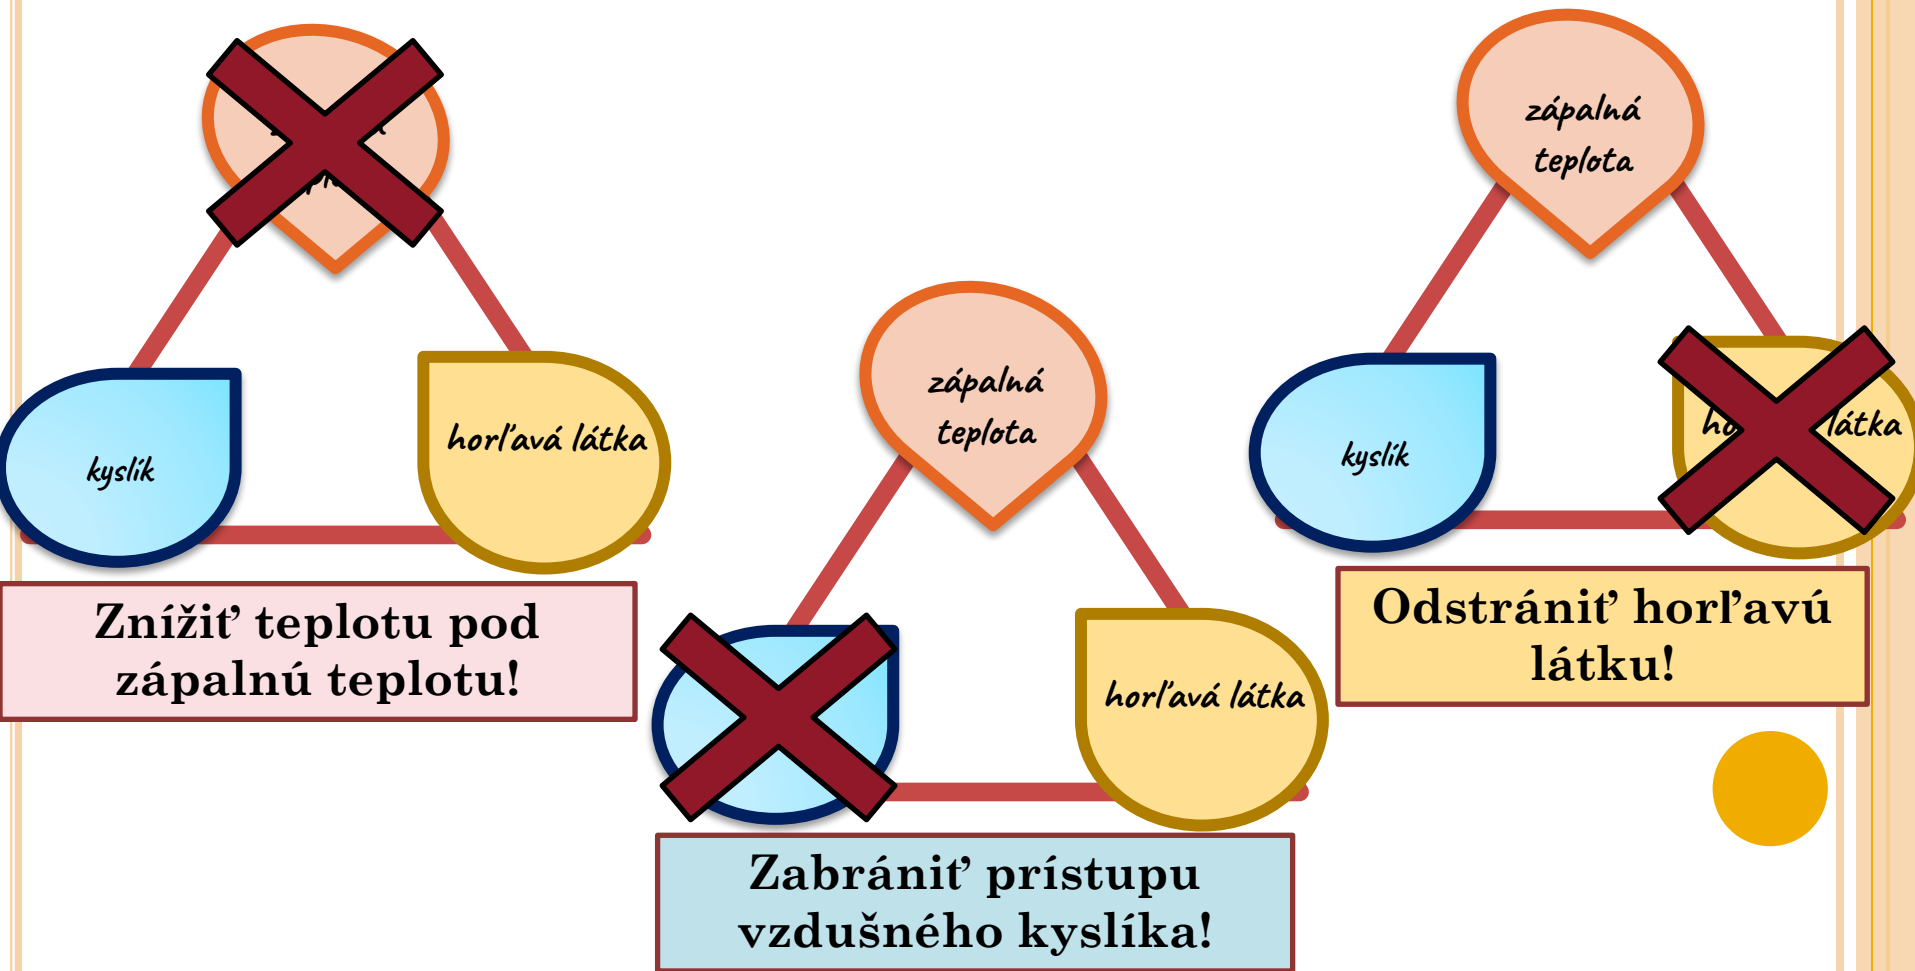 kyslík
horľavá látka
Znížiť teplotu pod
zápalnú teplotu!
zápalná
teplota
horľavá látka
Zabrániť prístupu
vzdušného kyslíka!
zápalná
teplota
kyslík
látka
Odstrániť horľavú
látku!